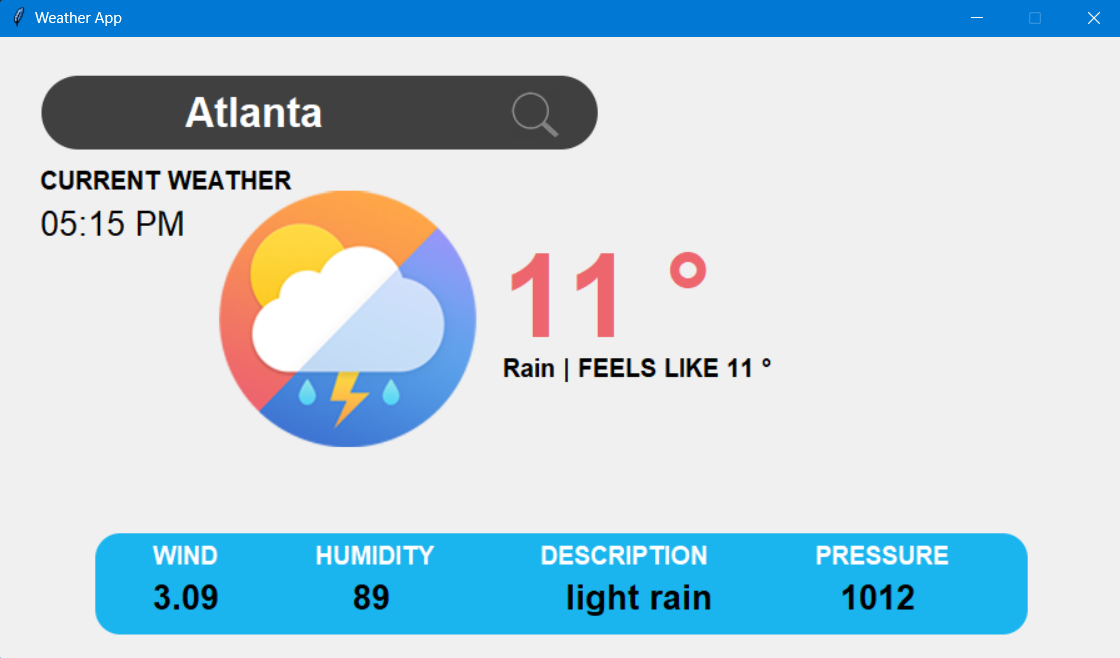 Weather App
Atlanta
CURRENT WEATHER
05:15 PM
11 °
Rain | FEELS LIKE 11 °
WIND HUMIDITY DESCRIPTION PRESSURE
3.09 89 light rain 1012